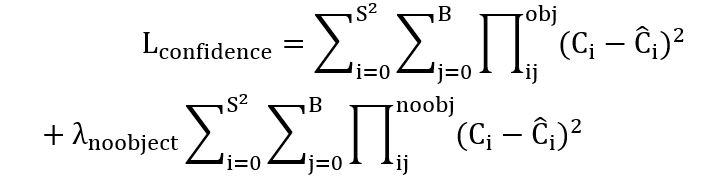 L_confidence = ∑_{i=0}^{S²} ∑_{j=0}^{B} ∏_{ij}^{obj} (C_i − Ĉ_i)²
+ λ_noobject ∑_{i=0}^{S²} ∑_{j=0}^{B} ∏_{ij}^{noobj} (C_i − Ĉ_i)²